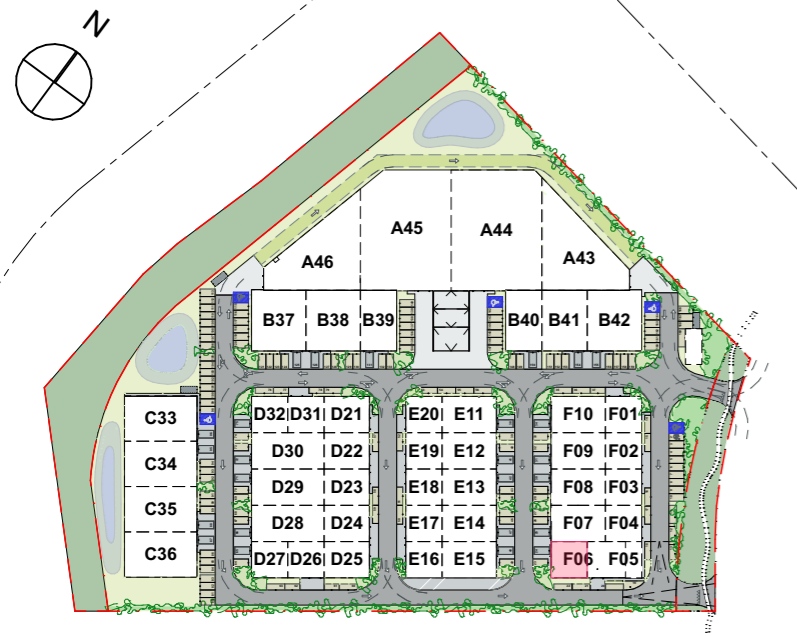 N
A45 A44
A46 A43
B37 B38 B39 B40 B41 B42
D32 D31 D21 E20 E11 F10 F01
C33
D30 D22 E19 E12 F09 F02
C34
D29 D23 E18 E13 F08 F03
C35
D28 D24 E17 E14 F07 F04
C36
D27 D26 D25 E16 E15 F06 F05